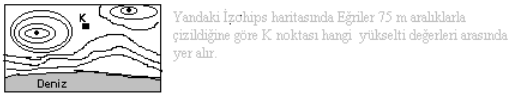 K
Deniz
Yandaki İzohips haritasında Eğriler 75 m aralıklarla
çizildiğine göre K noktası hangi yükselti değerleri arasında
yer alır.